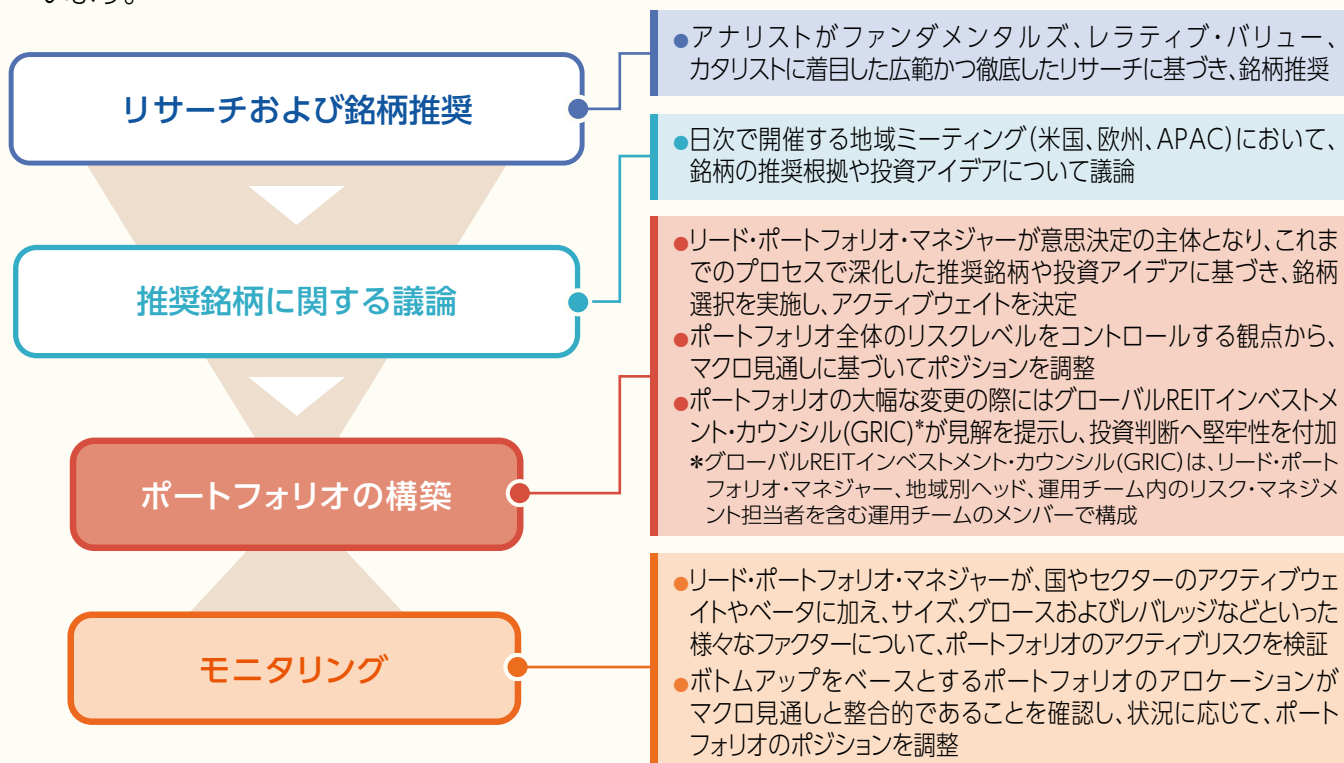 リサーチおよび銘柄推奨
●アナリストがファンダメンタルズ、レラティブ・バリュー、
カタリストに着目した広範かつ徹底したリサーチに基づき、銘柄推奨
推奨銘柄に関する議論
●日次で開催する地域ミーティング(米国、欧州、APAC)において、
銘柄の推奨根拠や投資アイデアについて議論
ポートフォリオの構築
●リード・ポートフォリオ・マネジャーが意思決定の主体となり、これま
でのプロセスで深化した推奨銘柄や投資アイデアに基づき、銘柄
選択を実施し、アクティブウェイトを決定
●ポートフォリオ全体のリスクレベルをコントロールする観点から、
マクロ見通しに基づいてポジションを調整
●ポートフォリオの大幅な変更の際にはグローバルREITインベストメ
ント・カウンシル(GRIC)*が見解を提示し、投資判断へ堅牢性を付加
*グローバルREITインベストメント・カウンシル(GRIC)は、リード・ポート
フォリオ・マネジャー、地域別ヘッド、運用チーム内のリスク・マネジメ
ント担当者を含む運用チームのメンバーで構成
モニタリング
●リード・ポートフォリオ・マネジャーが、国やセクターのアクティブウェ
イトやベータに加え、サイズ、グロースおよびレバレッジなどといった
様々なファクターについて、ポートフォリオのアクティブリスクを検証
●ボトムアップをベースとするポートフォリオのアロケーションが
マクロ見通しと整合的であることを確認し、状況に応じて、ポート
フォリオのポジションを調整